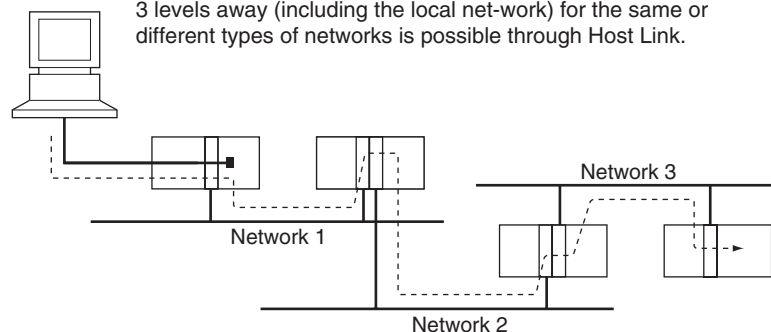 3 levels away (including the local net-work) for the same or
different types of networks is possible through Host Link.
Network 3
Network 1
Network 2